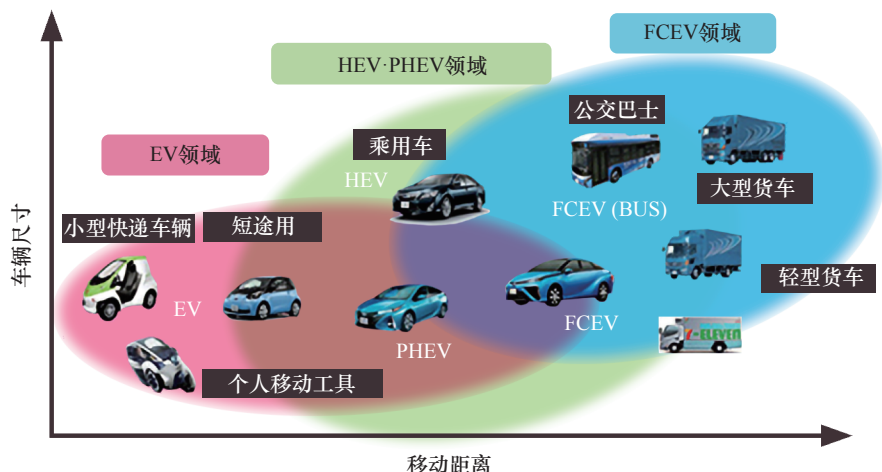 FCEV领域
HEV·PHEV领域
EV领域
公交巴士
乘用车
HEV
大型货车
FCEV (BUS)
小型快递车辆
短途用
轻型货车
EV
FCEV
7-ELEVEN
PHEV
个人移动工具
车辆尺寸
移动距离